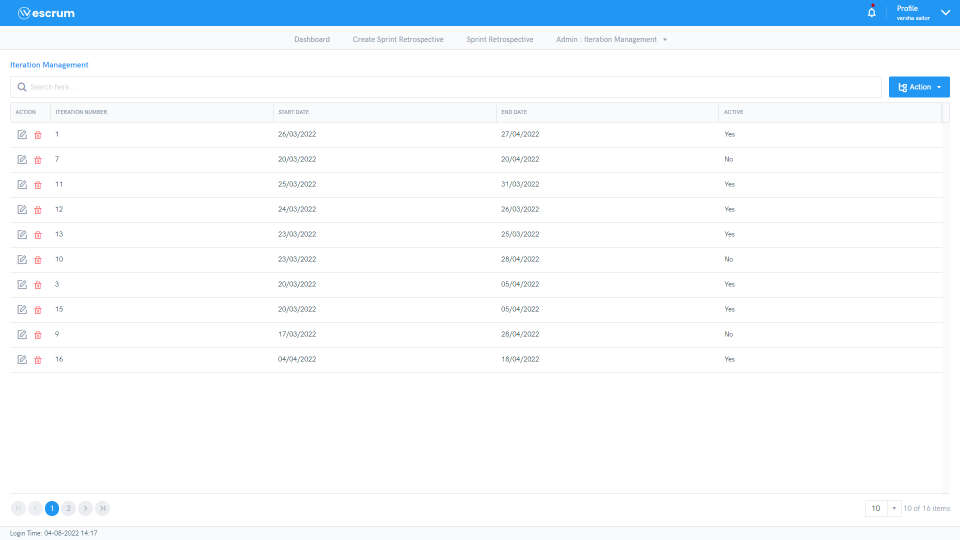 escrum
Profile
varsha sailor
Dashboard Create Sprint Retrospective Sprint Retrospective Admin : Iteration Management
Iteration Management
Search here...
Action
ACTION ITERATION NUMBER START DATE END DATE ACTIVE
1 26/03/2022 27/04/2022 Yes
7 20/03/2022 20/04/2022 No
11 25/03/2022 31/03/2022 Yes
12 24/03/2022 26/03/2022 Yes
13 23/03/2022 25/03/2022 Yes
10 23/03/2022 28/04/2022 No
3 20/03/2022 05/04/2022 Yes
15 20/03/2022 05/04/2022 Yes
9 17/03/2022 28/04/2022 No
16 04/04/2022 18/04/2022 Yes
1 2 10 10 of 16 items
Login Time: 04-08-2022 14:17